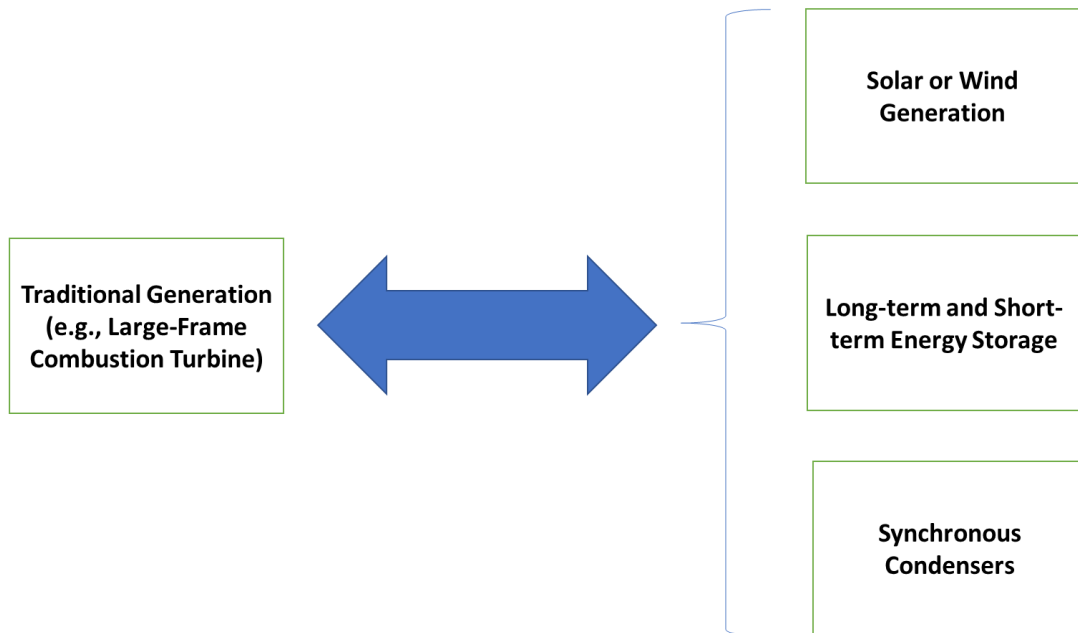 Solar or Wind
Generation
Traditional Generation
(e.g., Large-Frame
Combustion Turbine)
Long-term and Short-
term Energy Storage
Synchronous
Condensers